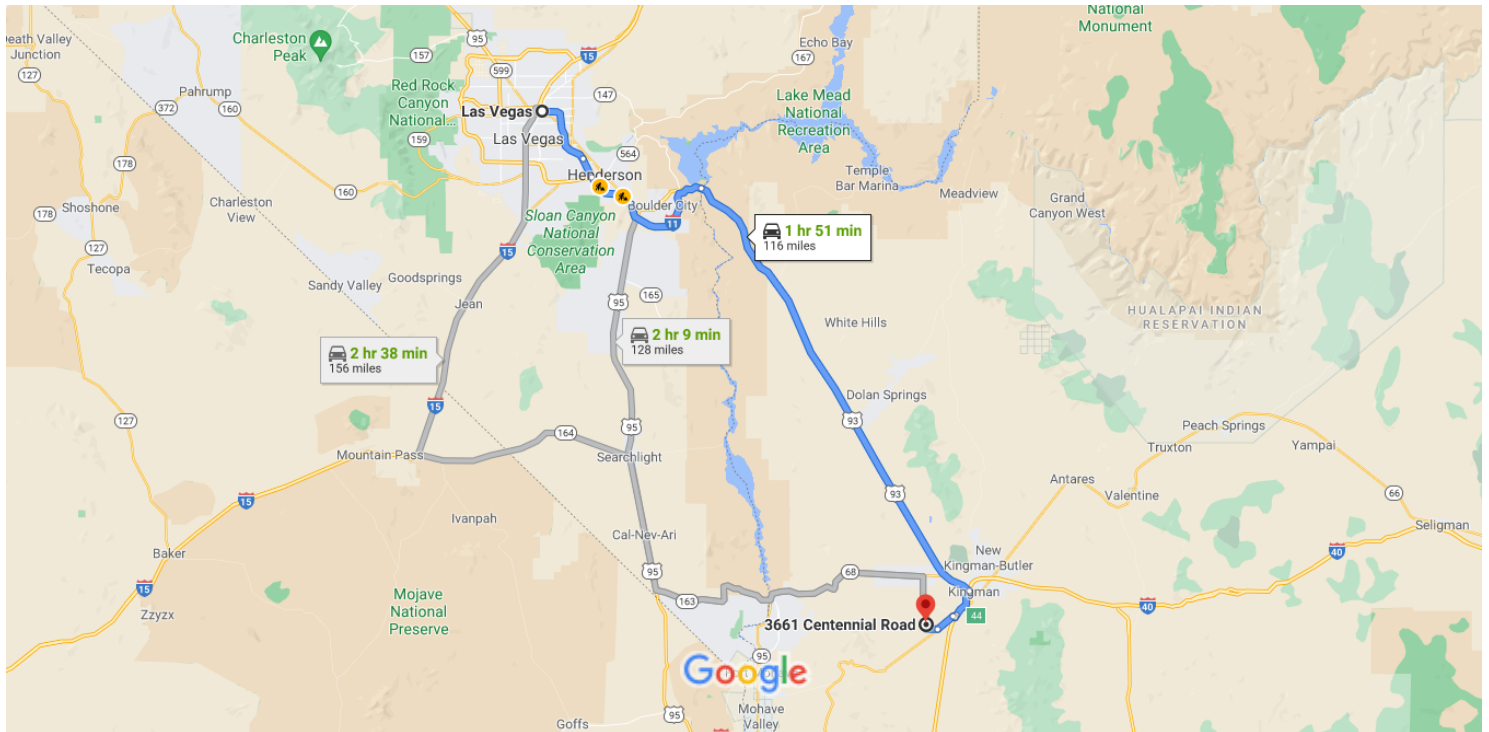 National
Monument
Death Valley
Junction
127
Charleston
Peak
157
95
15
Echo Bay
167
599
Pahrump
372
160
Red Rock
Canyon
National...
147
Lake Mead
National
Recreation
Area
Las Vegas
Las Vegas
159
564
178
160
Henderson
Temple
Bar Marina
Meadview
Grand
Canyon West
Shoshone
178
Charleston
View
Boulder City
11
Sloan Canyon
National
Conservation
Area
127
Tecopa
15
1 hr 51 min
116 miles
Goodsprings
Sandy Valley
Jean
95
165
White Hills
HUALAPAI INDIAN
RESERVATION
2 hr 9 min
128 miles
2 hr 38 min
156 miles
Dolan Springs
15
127
95
164
93
Peach Springs
Truxton
Yampai
Mountain Pass
Searchlight
Antares
Valentine
66
15
93
Ivanpah
Seligman
Cal-Nev-Ari
Baker
New
Kingman-Butler
40
95
68
15
Zzyzx
Mojave
National
Preserve
163
Kingman
44
40
3661 Centennial Road
95
Google
Mohave
Valley
95
Goffs